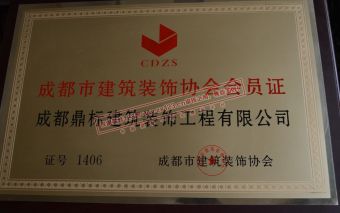 CDZS
成都市建筑装饰协会会员证
成都鼎标建筑装饰工程有限公司
证号 1406
成都市建筑装饰协会